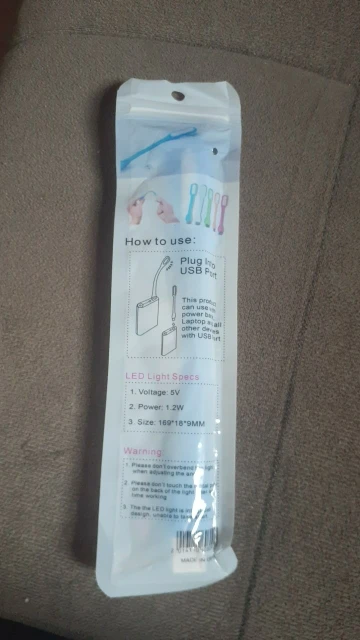 How to use:
Plug Into
USB Port
This product
can use
power
Laptop
other
with USB
LED Light Specs
1. Voltage: 5V
2. Power: 1.2W
3. Size: 169*18*9MM
Warning:
1. Please don't overbend
when adjusting the
2. Please don't touch the
on the back of the light
time working
3. The the LED light is
design,
MADE